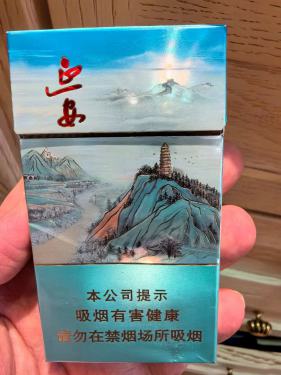 延安
本公司提示
吸烟有害健康
请勿在禁烟场所吸烟